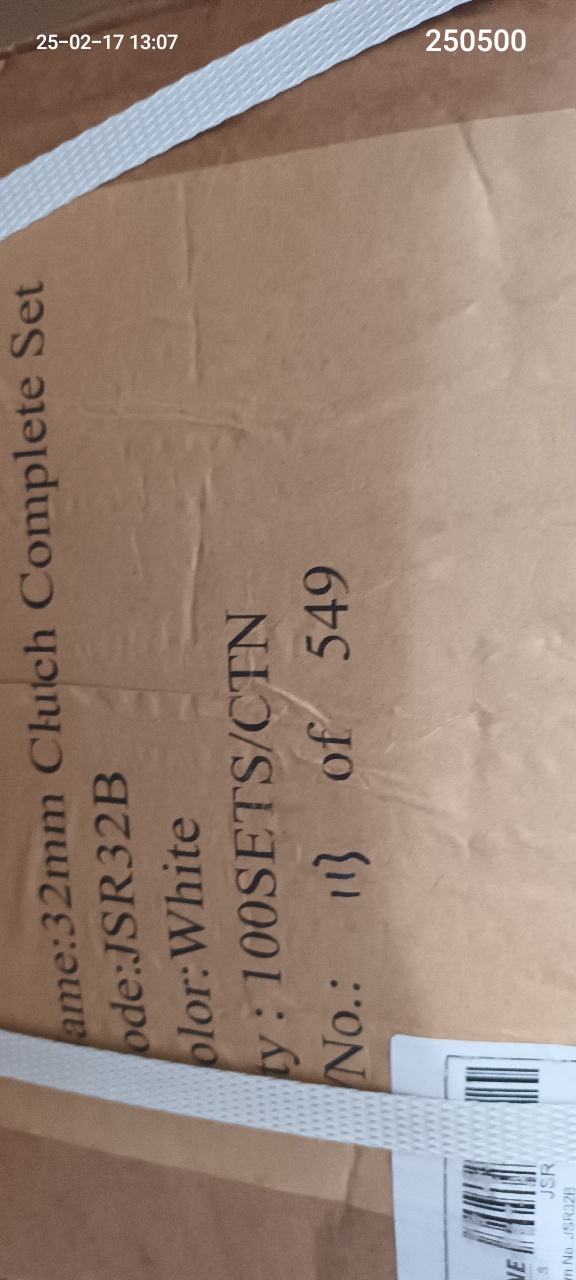 25-02-17 13:07
250500
ame:32mm Clutch Complete Set
ode:JSR32B
olor:White
ty : 100SETS/CTN
No.: 113 of 549
JSR
n No. JSR32B